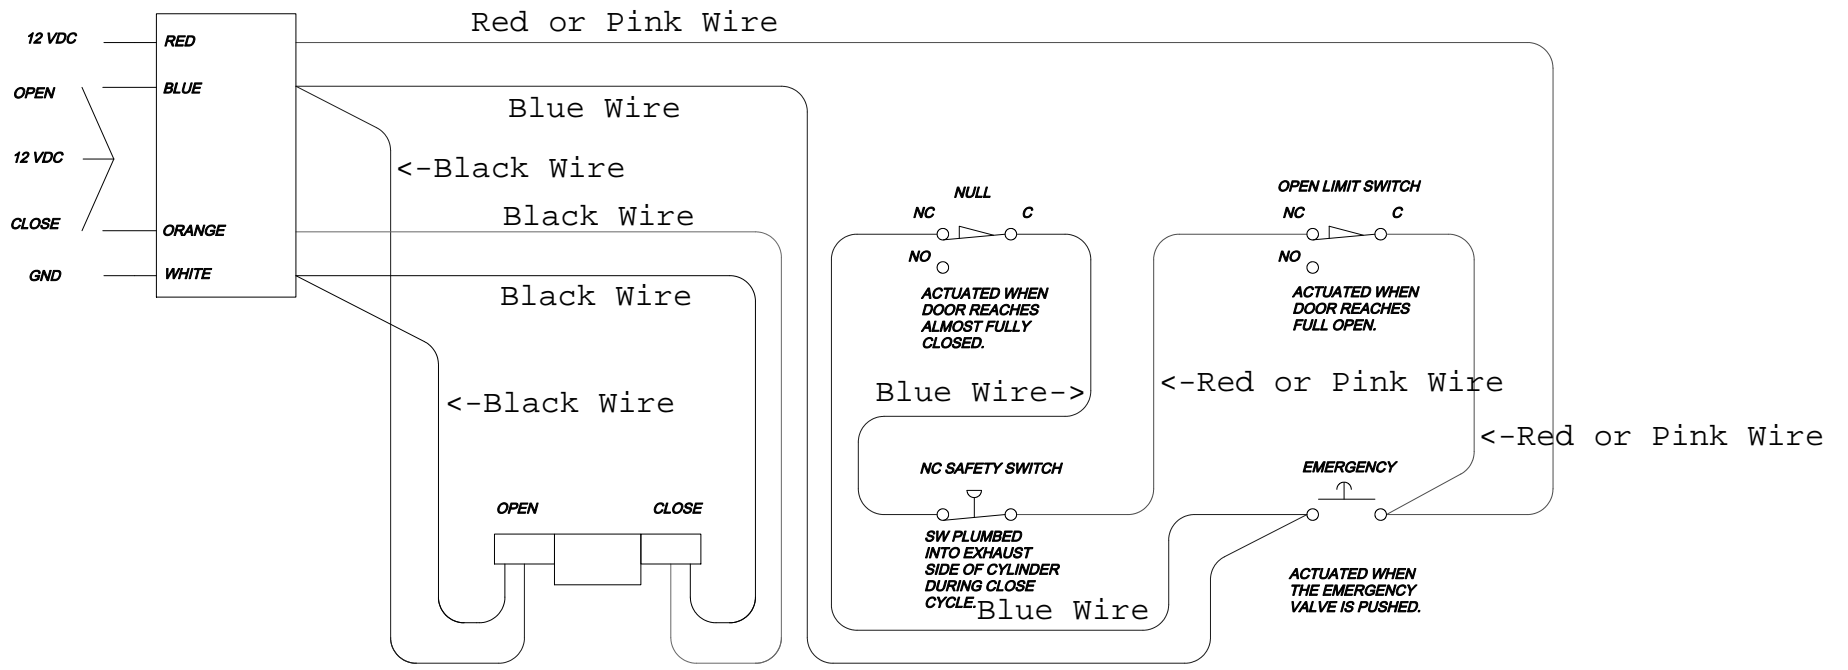 Red or Pink Wire
12 VDC
RED
OPEN
BLUE
Blue Wire
12 VDC
<-Black Wire
CLOSE
ORANGE
Black Wire
GND
WHITE
Black Wire
<-Black Wire
OPEN
CLOSE
NULL
NC
C
NO
ACTUATED WHEN
DOOR REACHES
ALMOST FULLY
CLOSED.
OPEN LIMIT SWITCH
NC
C
NO
ACTUATED WHEN
DOOR REACHES
FULL OPEN.
Blue Wire->
<-Red or Pink Wire
<-Red or Pink Wire
NC SAFETY SWITCH
SW PLUMBED
INTO EXHAUST
SIDE OF CYLINDER
DURING CLOSE
CYCLE.
Blue Wire
EMERGENCY
ACTUATED WHEN
THE EMERGENCY
VALVE IS PUSHED.